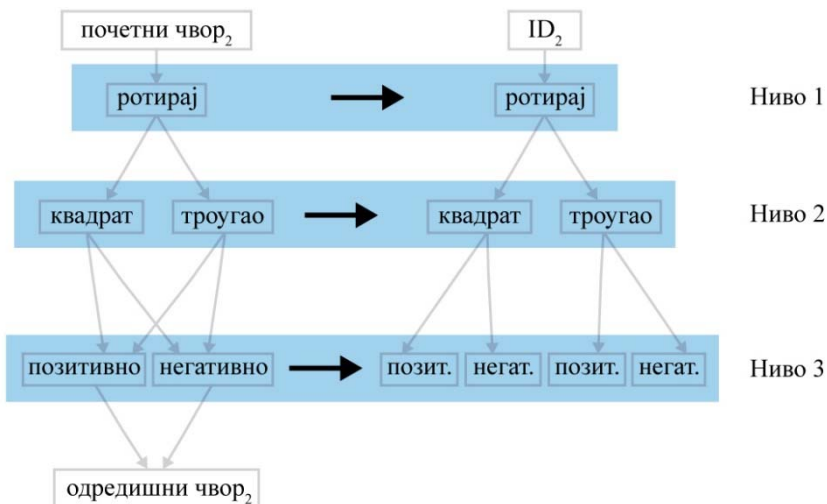 почетни чвор₂ ID₂
ротирај ротирај Ниво 1
квадрат троугао квадрат троугао Ниво 2
позитивно негативно позит. негат. позит. негат. Ниво 3
одредишни чвор₂